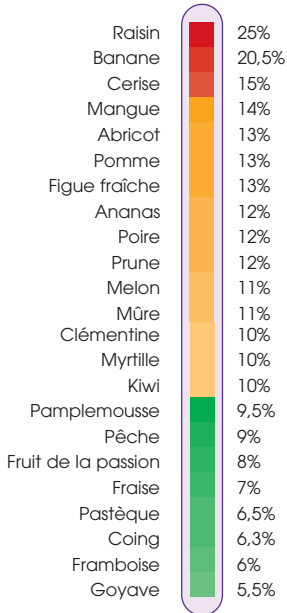 Raisin 25%
Banane 20,5%
Cerise 15%
Mangue 14%
Abricot 13%
Pomme 13%
Figue fraîche 13%
Ananas 12%
Poire 12%
Prune 12%
Melon 11%
Mûre 11%
Clémentine 10%
Myrtille 10%
Kiwi 10%
Pamplemousse 9,5%
Pêche 9%
Fruit de la passion 8%
Fraise 7%
Pastèque 6,5%
Coing 6,3%
Framboise 6%
Goyave 5,5%